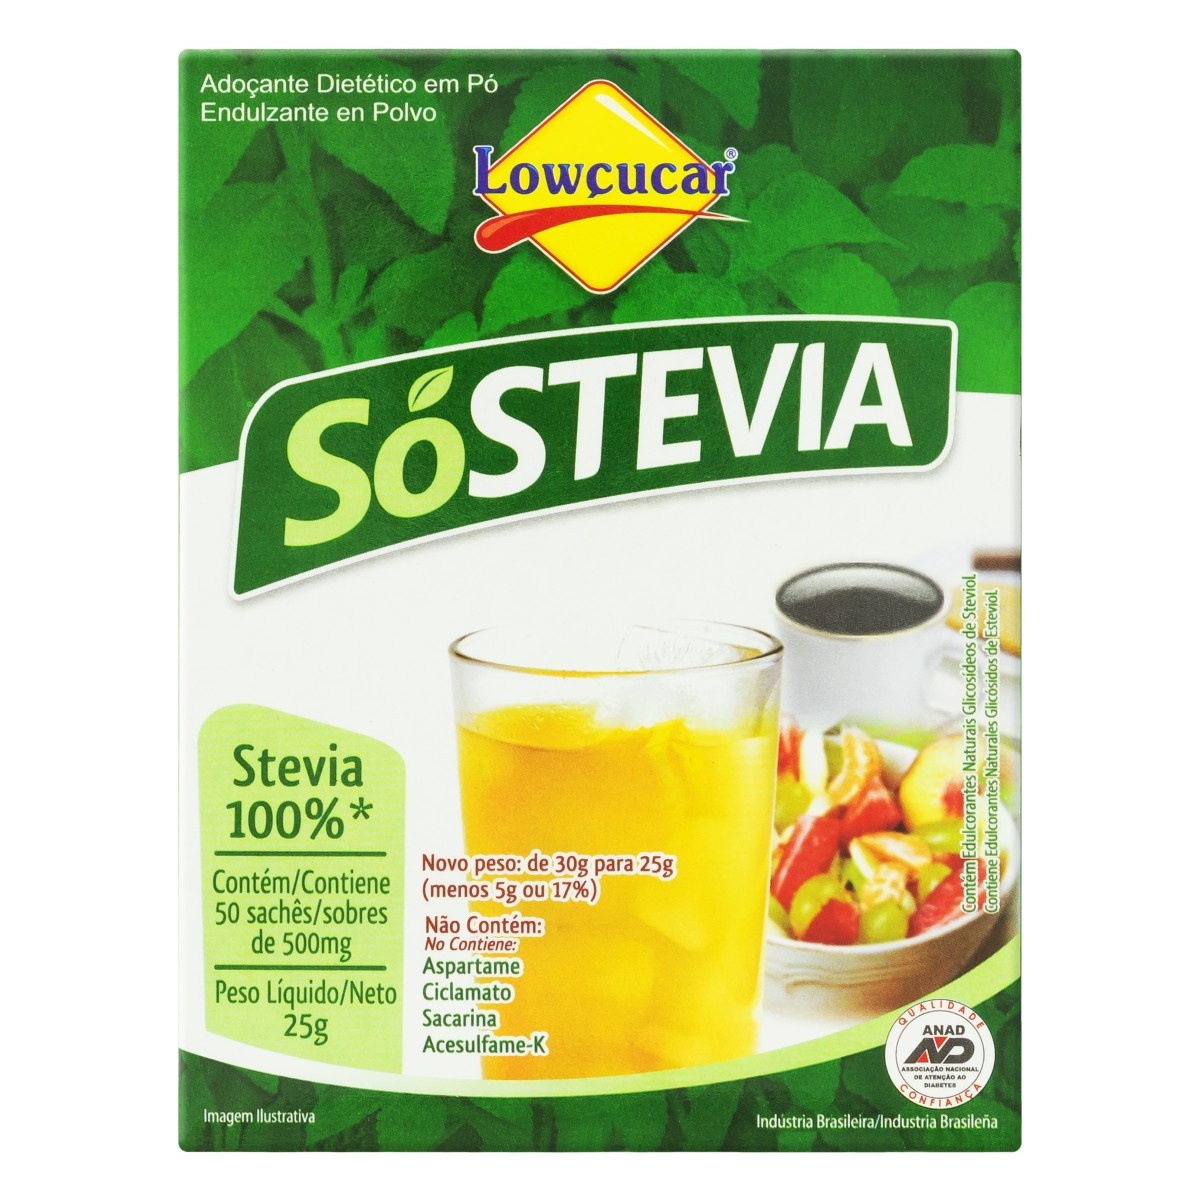 Adoçante Dietético em Pó
Endulzante en Polvo
Lowçucar®
SÓSTEVIA
Contém Edulcorantes Naturais Glicosídeos de Steviol.
Contiene Edulcorantes Naturales Glicósidos de Esteviol.
Stevia
100%*
Contém/Contiene
50 sachês/sobres
de 500mg
Peso Líquido/Neto
25g
Novo peso: de 30g para 25g
(menos 5g ou 17%)
Não Contém:
No Contiene:
Aspartame
Ciclamato
Sacarina
Acesulfame-K
QUALIDADE
ANAD
ASSOCIAÇÃO NACIONAL
DE ATENÇÃO AO
DIABETES
CONFIANÇA
Imagem Ilustrativa
Indústria Brasileira/Industria Brasileña